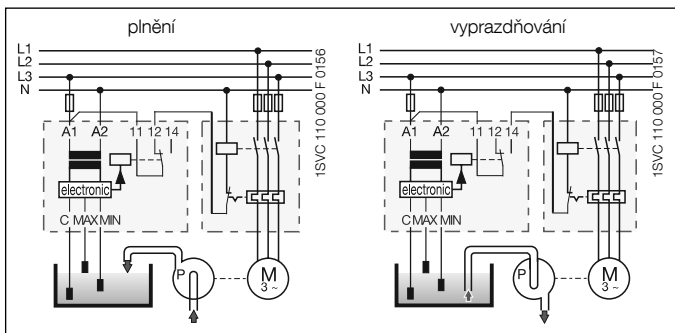 plnění
L1
L2
L3
N
A1 A2 11 12 14
electronic
C MAX MIN
P
M
3 ~
1SVC 110 000 F 0156
vyprazdňování
L1
L2
L3
N
A1 A2 11 12 14
electronic
C MAX MIN
P
M
3 ~
1SVC 110 000 F 0157